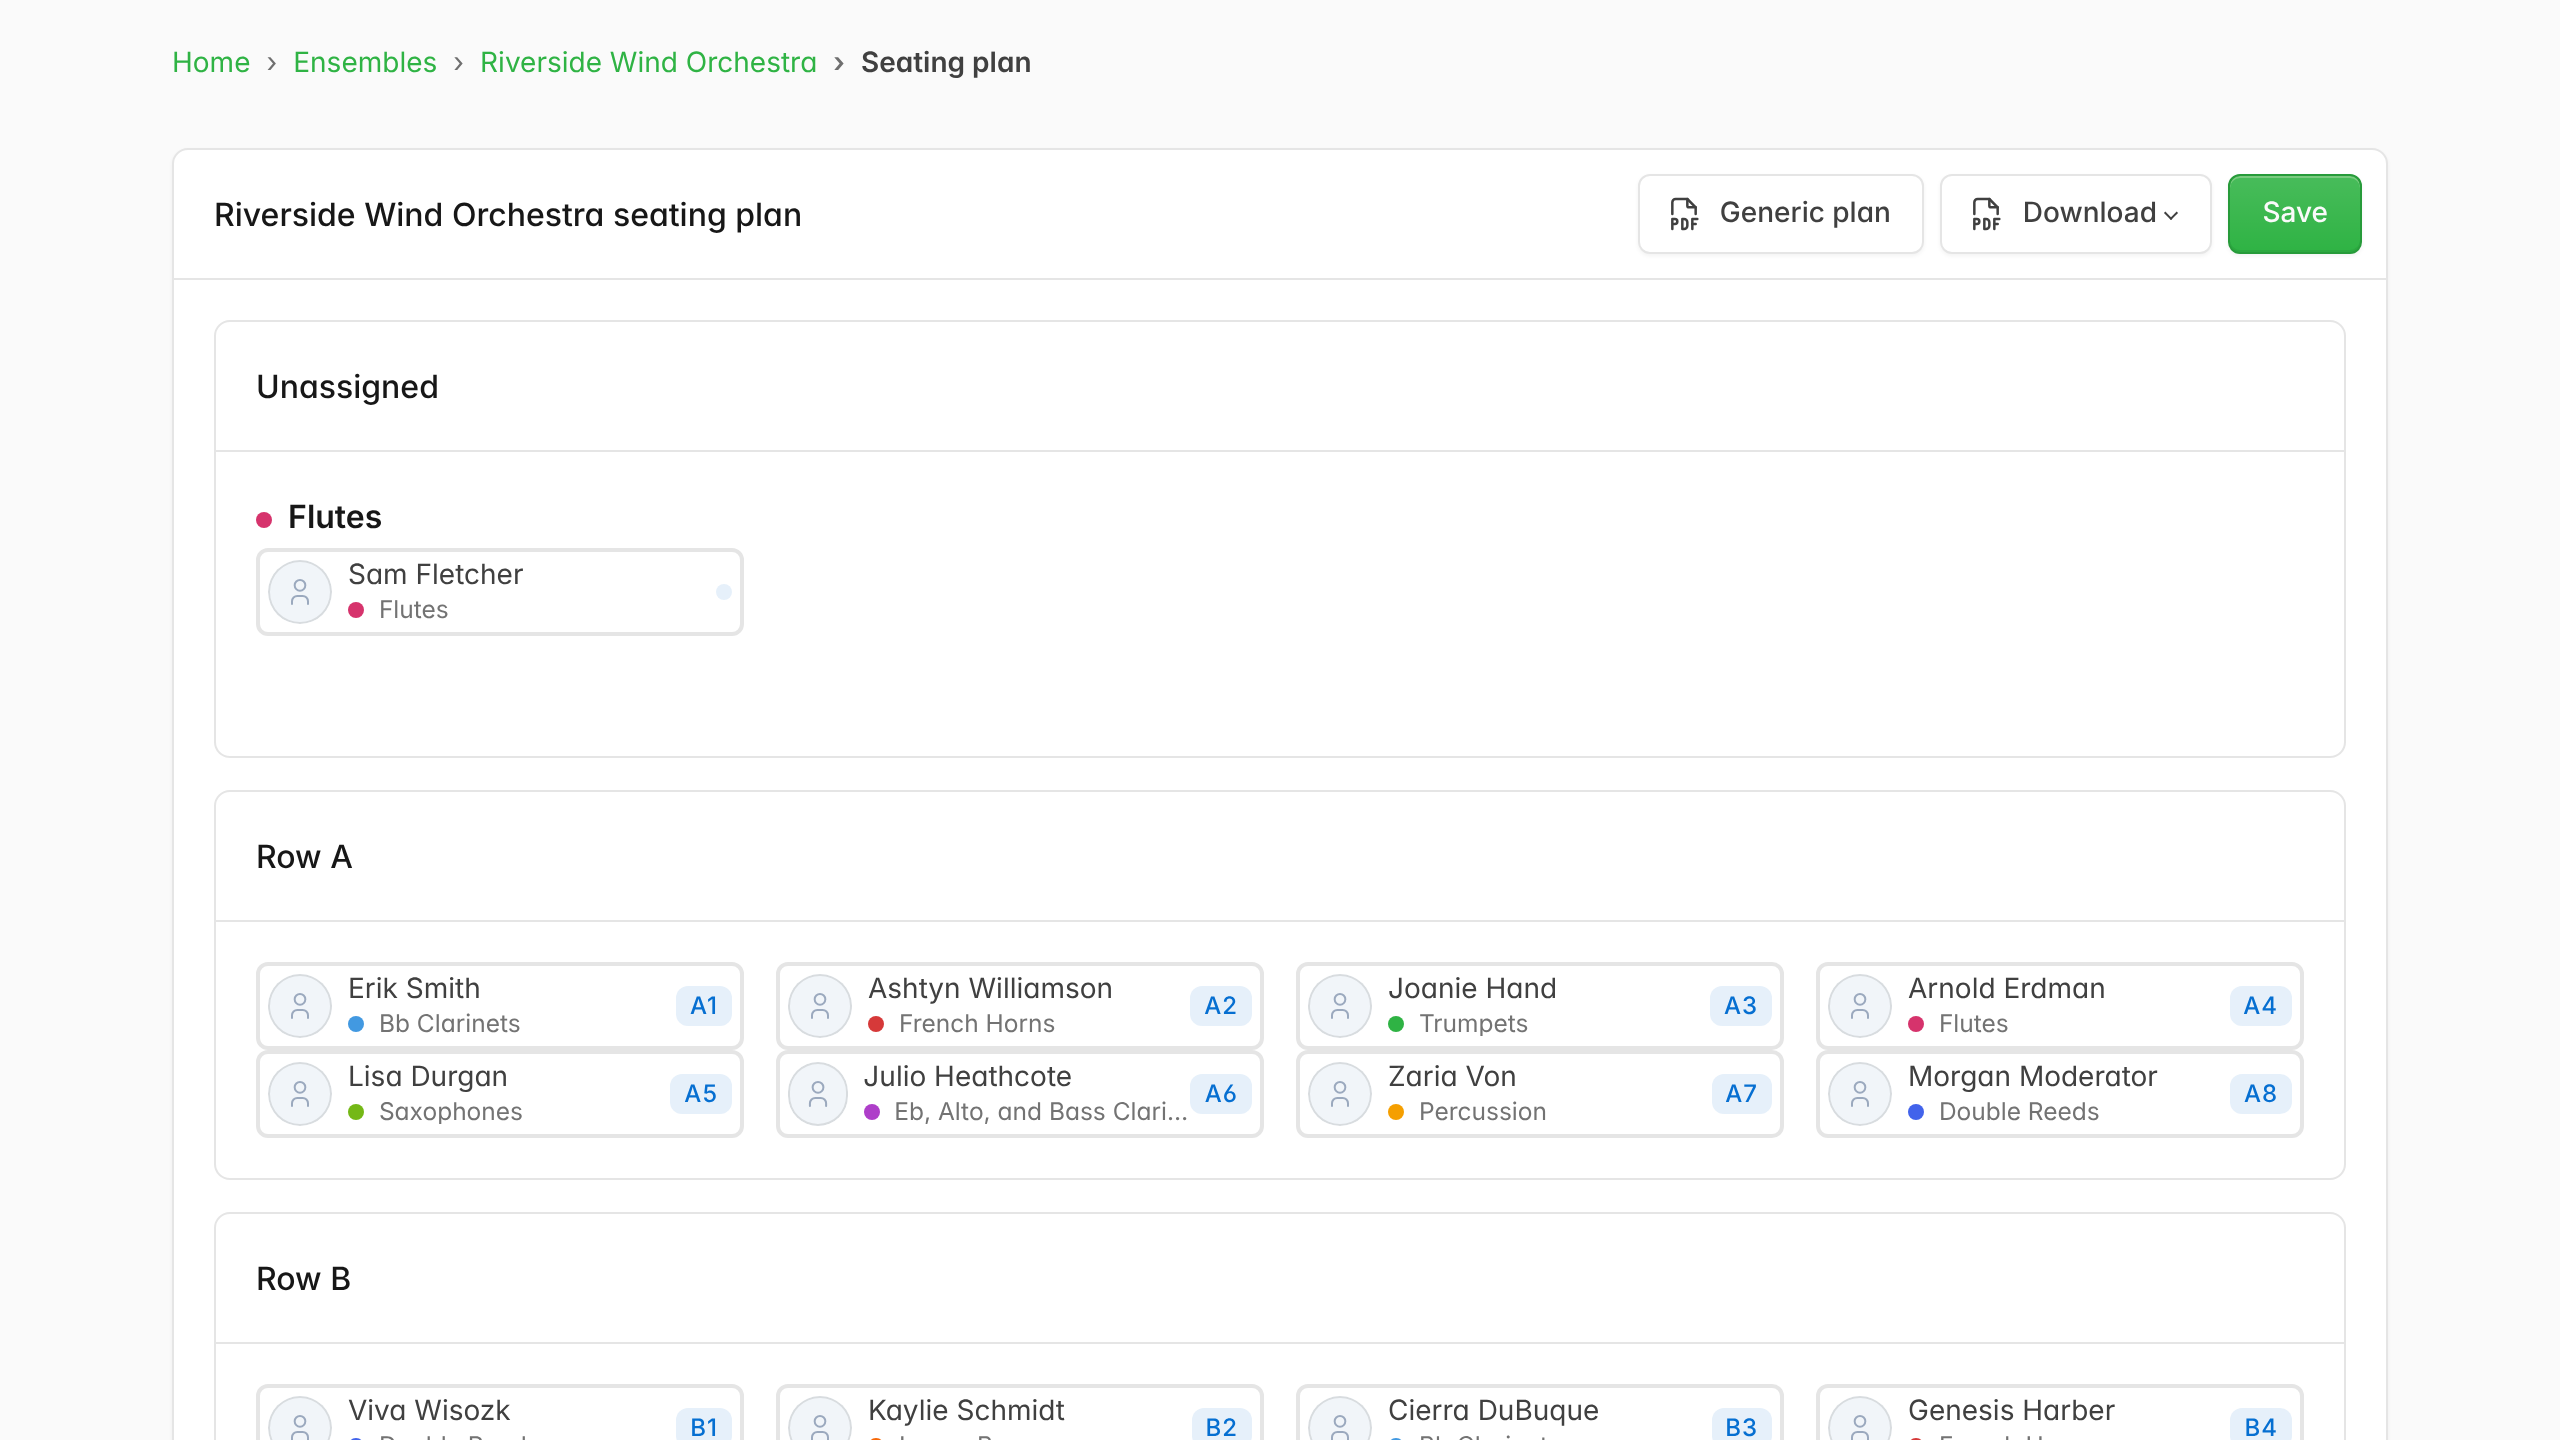 Home › Ensembles › Riverside Wind Orchestra › Seating plan
Riverside Wind Orchestra seating plan
PDF Generic plan
PDF Download
Save
Unassigned
Flutes
Sam Fletcher
Flutes
Row A
Erik Smith
Bb Clarinets
A1
Ashtyn Williamson
French Horns
A2
Joanie Hand
Trumpets
A3
Arnold Erdman
Flutes
A4
Lisa Durgan
Saxophones
A5
Julio Heathcote
Eb, Alto, and Bass Clari...
A6
Zaria Von
Percussion
A7
Morgan Moderator
Double Reeds
A8
Row B
Viva Wisozk
B1
Kaylie Schmidt
B2
Cierra DuBuque
B3
Genesis Harber
B4